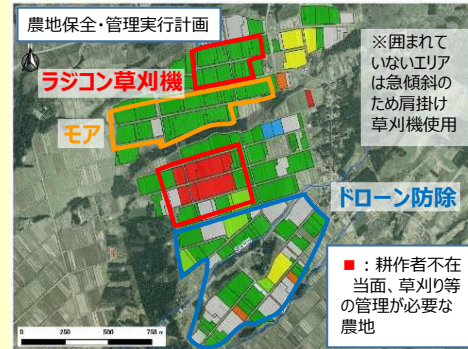 農地保全・管理実行計画
ラジコン草刈機
※囲まれて
いないエリア
は急傾斜の
ため肩掛け
草刈機使用
モア
ドローン防除
■：耕作者不在
当面、草刈り等
の管理が必要な
農地
0 250 500 750 m